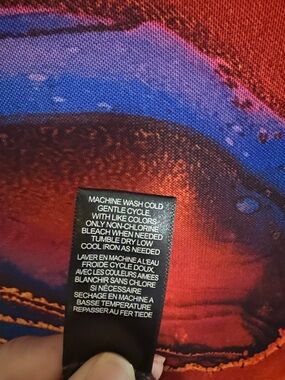 MACHINE WASH COLD
GENTLE CYCLE,
WITH LIKE COLORS-
ONLY NON-CHLORINE
BLEACH WHEN NEEDED
TUMBLE DRY LOW
COOL IRON AS NEEDED
LAVER EN MACHINE A L'EAU
FROIDE CYCLE DOUX,
AVEC LES COULEURS AIMEES
BLANCHIR SANS CHLORE
SI NÉCESSAIRE
SECHAGE EN MACHINE A
BASSE TEMPERATURE
REPASSER AU FER TIEDE